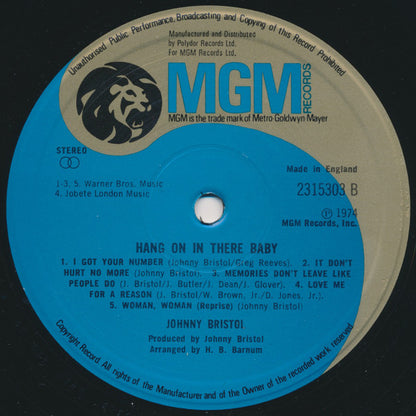 Unauthorised Public Performance, Broadcasting and Copying of this Record Prohibited
Manufactured and Distributed
by Polydor Records Ltd.
For MGM Records Ltd.
MGM
RECORDS
MGM is the trade mark of Metro-Goldwyn Mayer
STEREO
1-3, 5. Warner Bros. Music
4. Jobete London Music
Made in England
2315303 B
Ⓟ 1974
MGM Records, Inc.
HANG ON IN THERE BABY
1. I GOT YOUR NUMBER (Johnny Bristol/Greg Reeves). 2. IT DON'T
HURT NO MORE (Johnny Bristol). 3. MEMORIES DON'T LEAVE LIKE
PEOPLE DO (J. Bristol/J. Butler/J. Dean/J. Glover). 4. LOVE ME
FOR A REASON (J. Bristol/W. Brown, Jr./D. Jones, Jr.).
5. WOMAN, WOMAN (Reprise) (Johnny Bristol)
JOHNNY BRISTOL
Produced by Johnny Bristol
Arranged by H. B. Barnum
Copyright Record. All rights of the Manufacturer and of the Owner of the recorded work reserved.